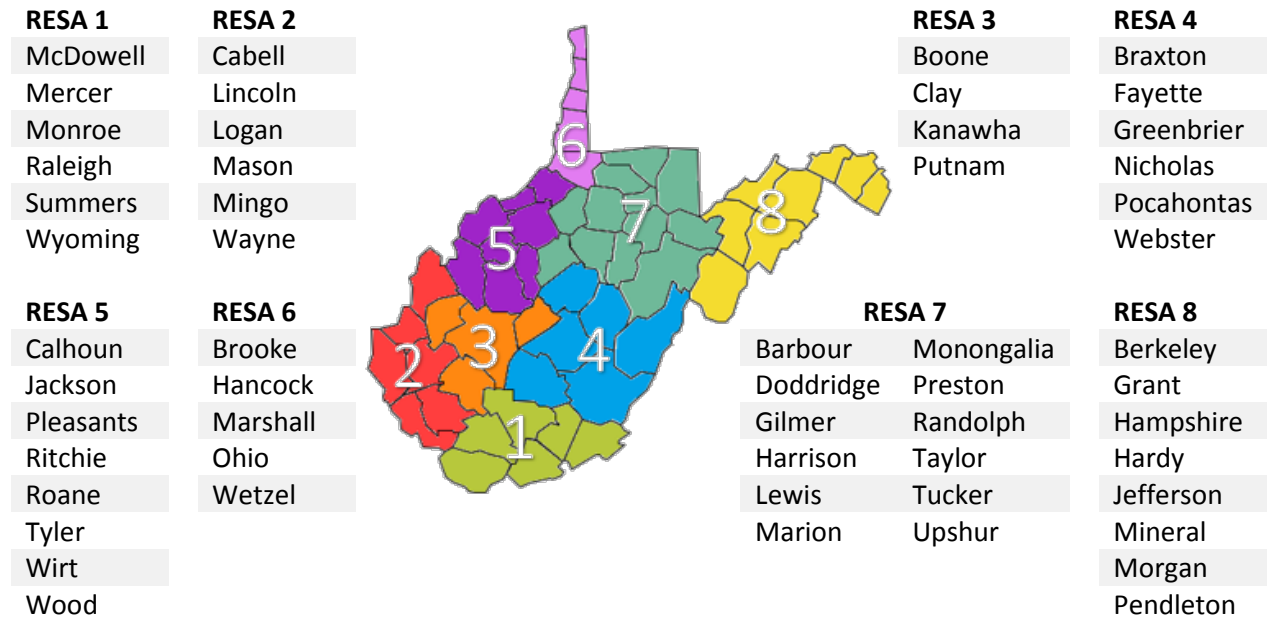 RESA 1
McDowell
Mercer
Monroe
Raleigh
Summers
Wyoming
RESA 2
Cabell
Lincoln
Logan
Mason
Mingo
Wayne
RESA 3
Boone
Clay
Kanawha
Putnam
RESA 4
Braxton
Fayette
Greenbrier
Nicholas
Pocahontas
Webster
6
8
7
5
3
4
2
1
RESA 5
Calhoun
Jackson
Pleasants
Ritchie
Roane
Tyler
Wirt
Wood
RESA 6
Brooke
Hancock
Marshall
Ohio
Wetzel
RESA 7
Barbour Monongalia
Doddridge Preston
Gilmer Randolph
Harrison Taylor
Lewis Tucker
Marion Upshur
RESA 8
Berkeley
Grant
Hampshire
Hardy
Jefferson
Mineral
Morgan
Pendleton